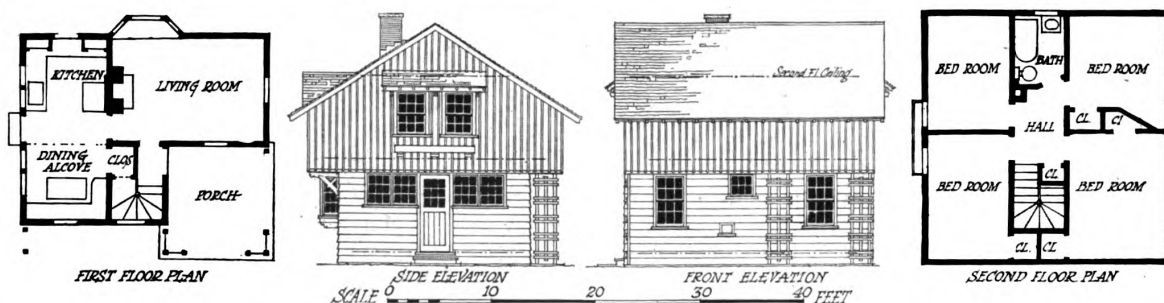 KITCHEN
LIVING ROOM
DINING
ALCOVE
CLOS
PORCH
FIRST FLOOR PLAN
SIDE ELEVATION
Second Fl. Ceiling
FRONT ELEVATION
BED ROOM
BATH
BED ROOM
HALL
CL.
Cl
BED ROOM
CL
BED ROOM
CL.
CL
SECOND FLOOR PLAN
SCALE 0 10 20 30 40 FEET